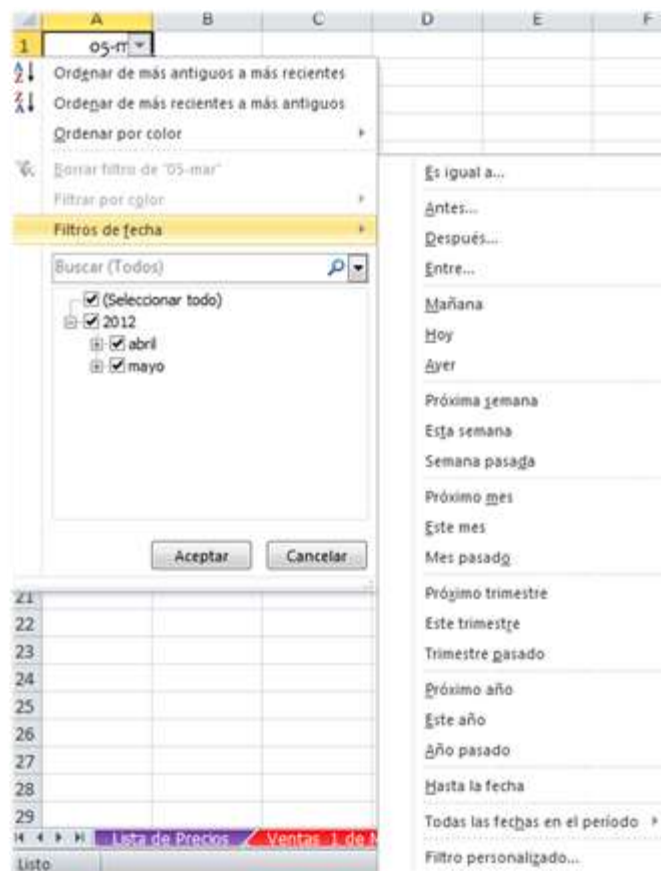 A B C D E F
1 05-m
Ordenar de más antiguos a más recientes
Ordenar de más recientes a más antiguos
Ordenar por color
Borrar filtro de "05-mar"
Filtrar por color
Filtros de fecha
Buscar (Todos)
(Seleccionar todo)
2012
abril
mayo
Aceptar Cancelar
Es igual a...
Antes...
Después...
Entre...
Mañana
Hoy
Ayer
Próxima semana
Esta semana
Semana pasada
Próximo mes
Este mes
Mes pasado
Próximo trimestre
Este trimestre
Trimestre pasado
Próximo año
Este año
Año pasado
Hasta la fecha
Todas las fechas en el período
Filtro personalizado...
21
22
23
24
25
26
27
28
29
Lista de Precios Ventas 1 de M
Listo